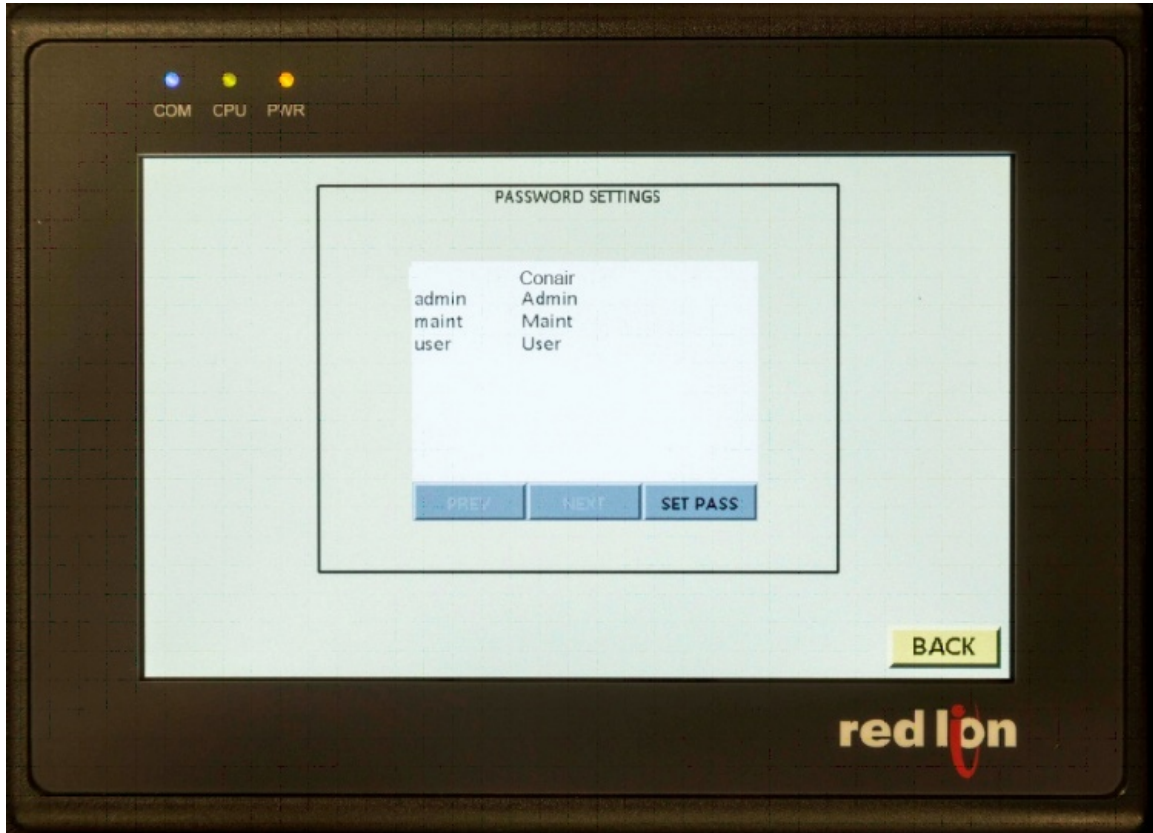 COM CPU PWR
PASSWORD SETTINGS
Conair
admin Admin
maint Maint
user User
PREV NEXT SET PASS
BACK
red lion